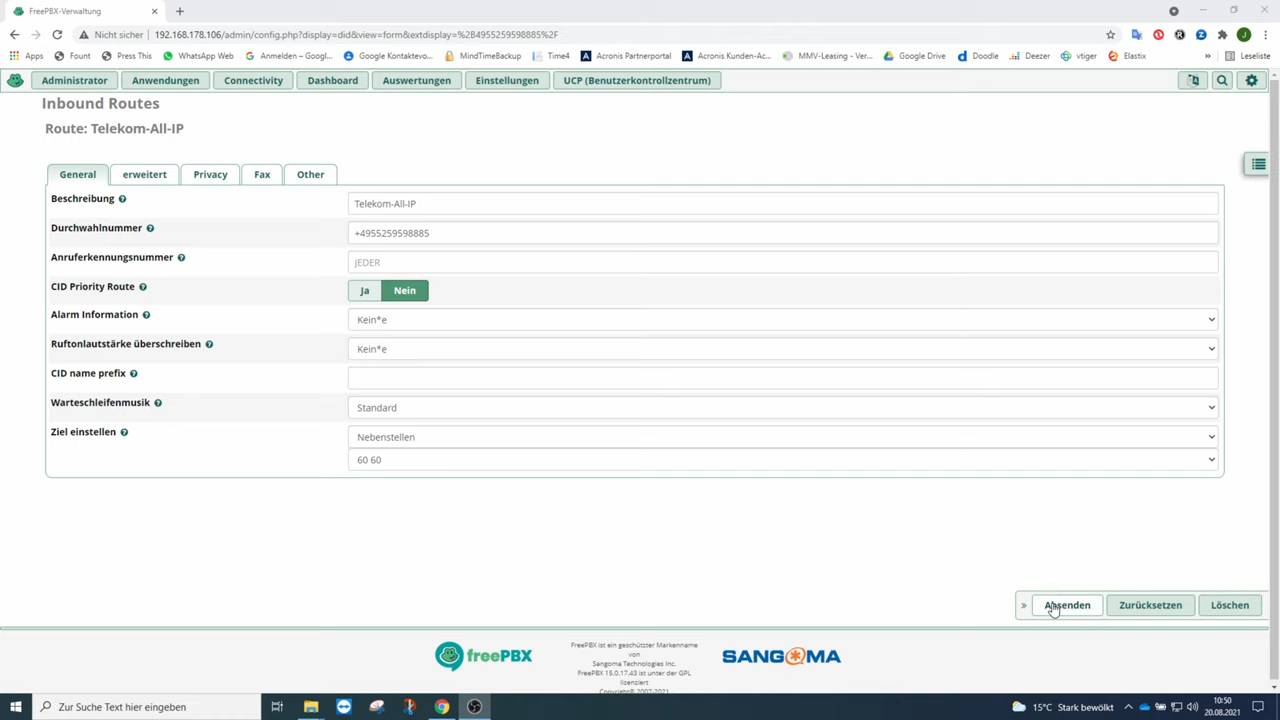 FreePBX-Verwaltung
Nicht sicher
192.168.178.106/admin/config.php?display=did&view=form&extdisplay=%2B4955259598885%2F
J
Apps
Fount
Press This
WhatsApp Web
Anmelden – Googl...
Google Kontakteвo...
MindTimeBackup
Time4
Acronis Partnerportal
Acronis Kunden-Ac...
MMV-Leasing - Ver...
Google Drive
Doodle
Deezer
vtiger
Elastix
»
Leseliste
Administrator
Anwendungen
Connectivity
Dashboard
Auswertungen
Einstellungen
UCP (Benutzerkontrollzentrum)
Inbound Routes
Route: Telekom-All-IP
General
erweitert
Privacy
Fax
Other
Beschreibung
Telekom-All-IP
Durchwahlnummer
+4955259598885
Anruferkennungsnummer
JEDER
CID Priority Route
Ja
Nein
Alarm Information
Kein*e
Ruftonlautstärke überschreiben
Kein*e
CID name prefix
Warteschleifenmusik
Standard
Ziel einstellen
Nebenstellen
60 60
»
Absenden
Zurücksetzen
Löschen
freePBX
FreePBX ist ein geschützter Markenname
von
Sangoma Technologies Inc.
FreePBX 15.0.17.43 ist unter der GPL
lisensiert
Copyright© 2007-2021
SANGOMA
Zur Suche Text hier eingeben
15°C Stark bewölkt
10:50
20.08.2021